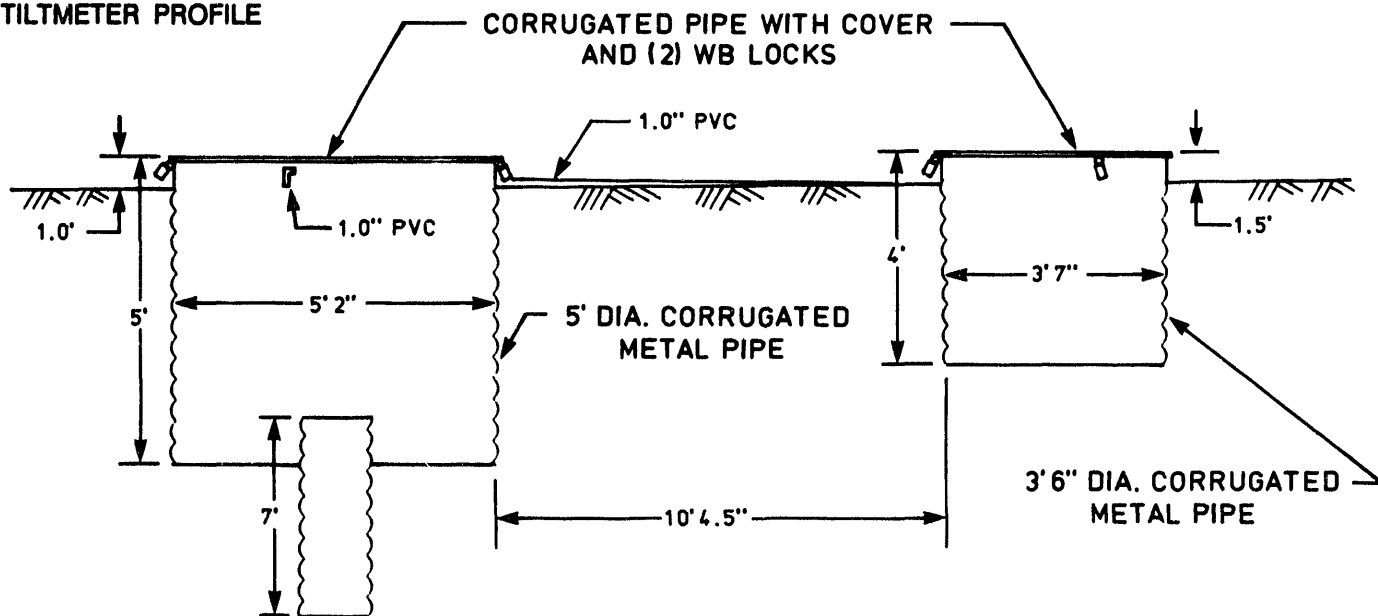 TILTMETER PROFILE
CORRUGATED PIPE WITH COVER
AND (2) WB LOCKS
1.0" PVC
1.0'
1.0" PVC
1.5'
4'
3'7"
5'2"
5'
5' DIA. CORRUGATED
METAL PIPE
3'6" DIA. CORRUGATED
METAL PIPE
7'
10'4.5"